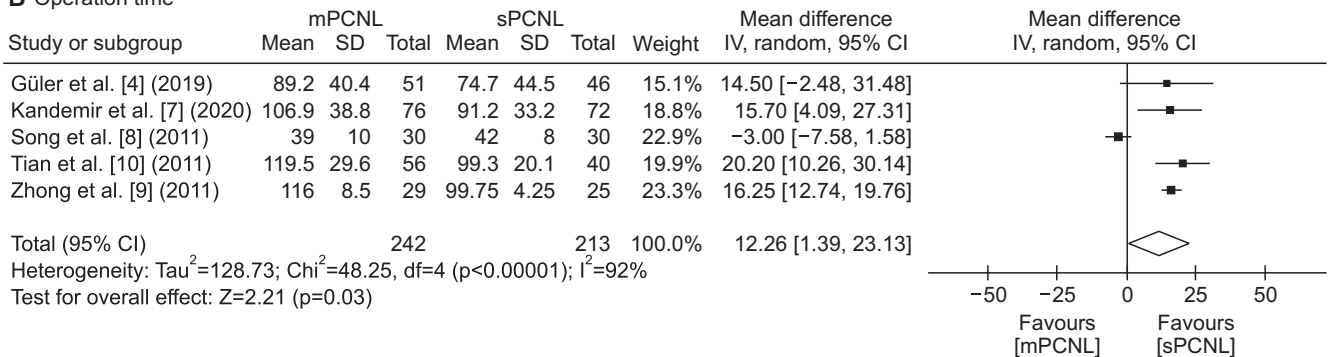 B Operation time
mPCNL sPCNL Mean difference Mean difference
Study or subgroup Mean SD Total Mean SD Total Weight IV, random, 95% CI IV, random, 95% CI
Güler et al. [4] (2019) 89.2 40.4 51 74.7 44.5 46 15.1% 14.50 [−2.48, 31.48]
Kandemir et al. [7] (2020) 106.9 38.8 76 91.2 33.2 72 18.8% 15.70 [4.09, 27.31]
Song et al. [8] (2011) 39 10 30 42 8 30 22.9% −3.00 [−7.58, 1.58]
Tian et al. [10] (2011) 119.5 29.6 56 99.3 20.1 40 19.9% 20.20 [10.26, 30.14]
Zhong et al. [9] (2011) 116 8.5 29 99.75 4.25 25 23.3% 16.25 [12.74, 19.76]
Total (95% CI) 242 213 100.0% 12.26 [1.39, 23.13]
Heterogeneity: Tau²=128.73; Chi²=48.25, df=4 (p<0.00001); I²=92%
Test for overall effect: Z=2.21 (p=0.03)
−50 −25 0 25 50
Favours Favours
[mPCNL] [sPCNL]